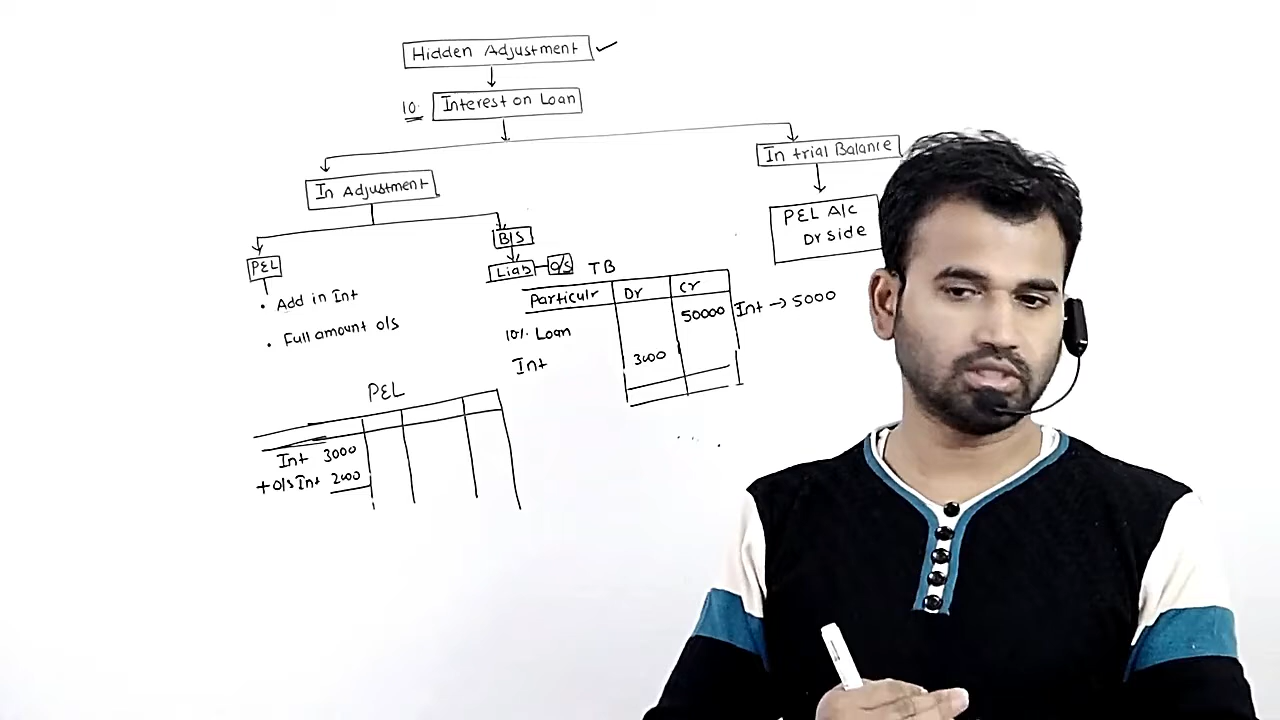 Hidden Adjustment ✓
10. Interest on Loan
In trial Balance
In Adjustment
P&L A/c
Dr side
B/S
P&L
Liab O/S TB
Particulr Dr Cr
• Add in Int
50000 Int → 5000
• Full amount o/s
10% Loan
Int 3000
P&L
Int 3000
+ o/s Int 2000